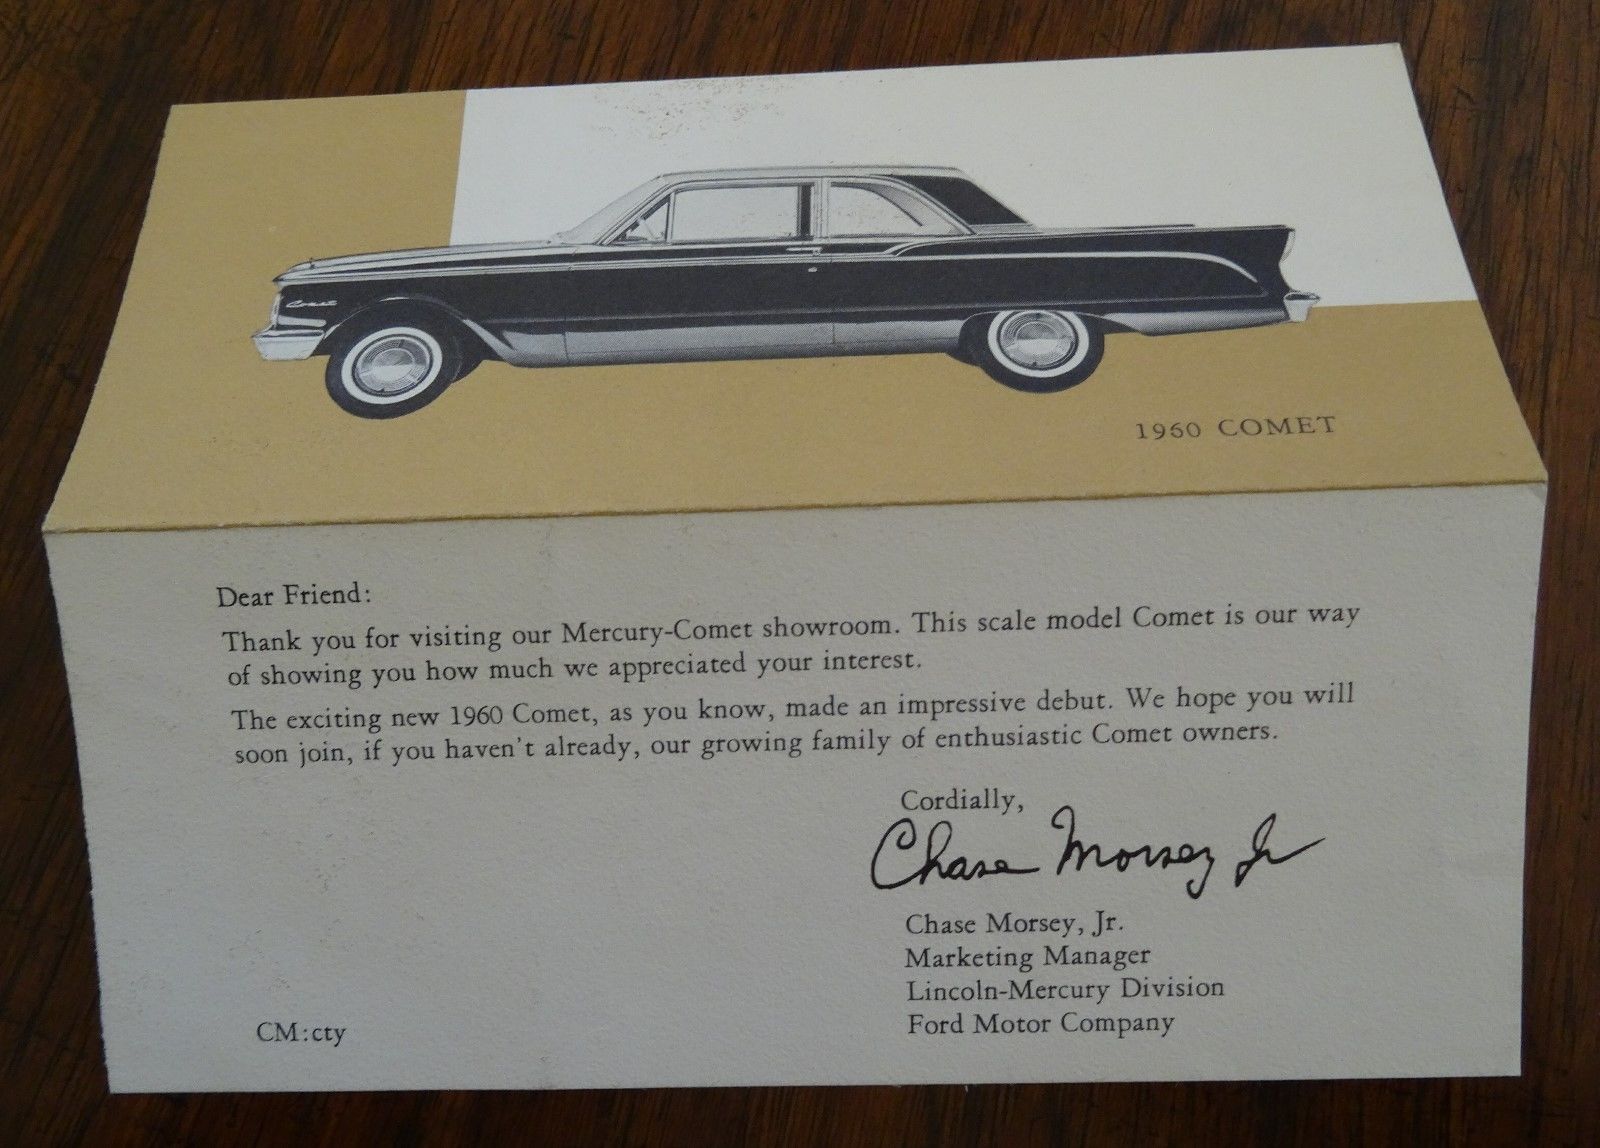 Comet
1960 COMET
Dear Friend:
Thank you for visiting our Mercury-Comet showroom. This scale model Comet is our way
of showing you how much we appreciated your interest.
The exciting new 1960 Comet, as you know, made an impressive debut. We hope you will
soon join, if you haven't already, our growing family of enthusiastic Comet owners.
Cordially,
Chase Morsey Jr
Chase Morsey, Jr.
Marketing Manager
Lincoln-Mercury Division
Ford Motor Company
CM:cty